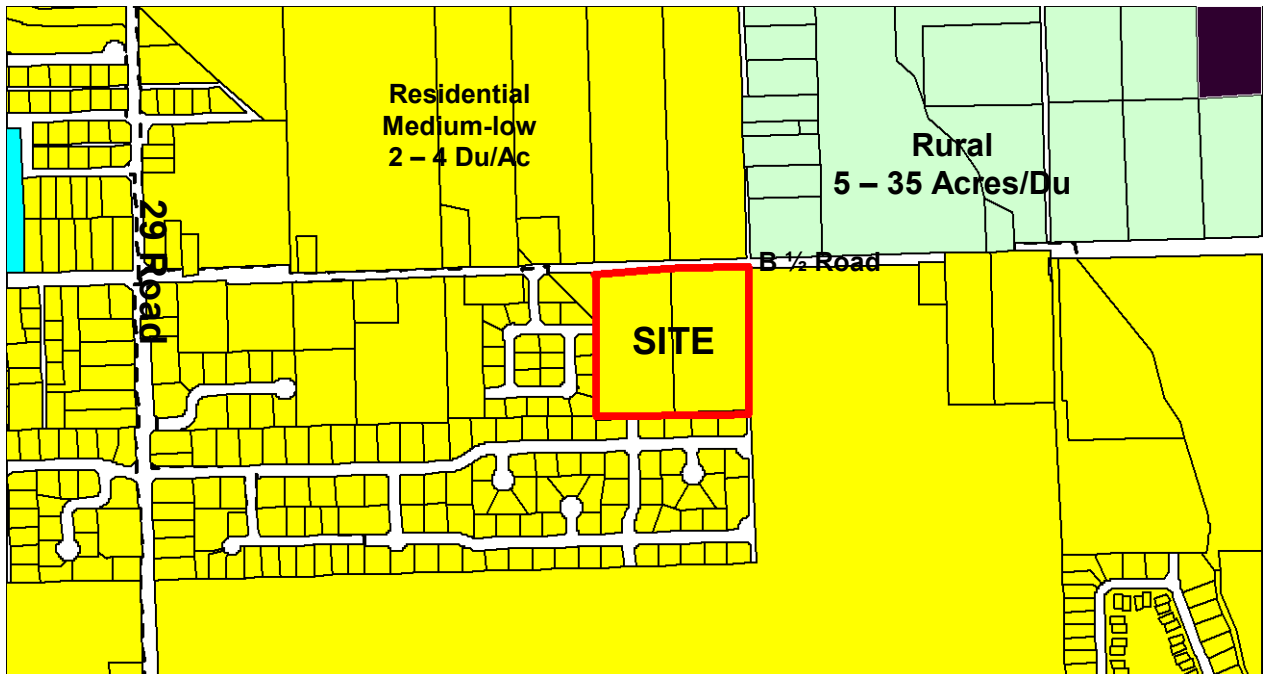 Residential
Medium-low
2 – 4 Du/Ac
Rural
5 – 35 Acres/Du
29 Road
B ½ Road
SITE